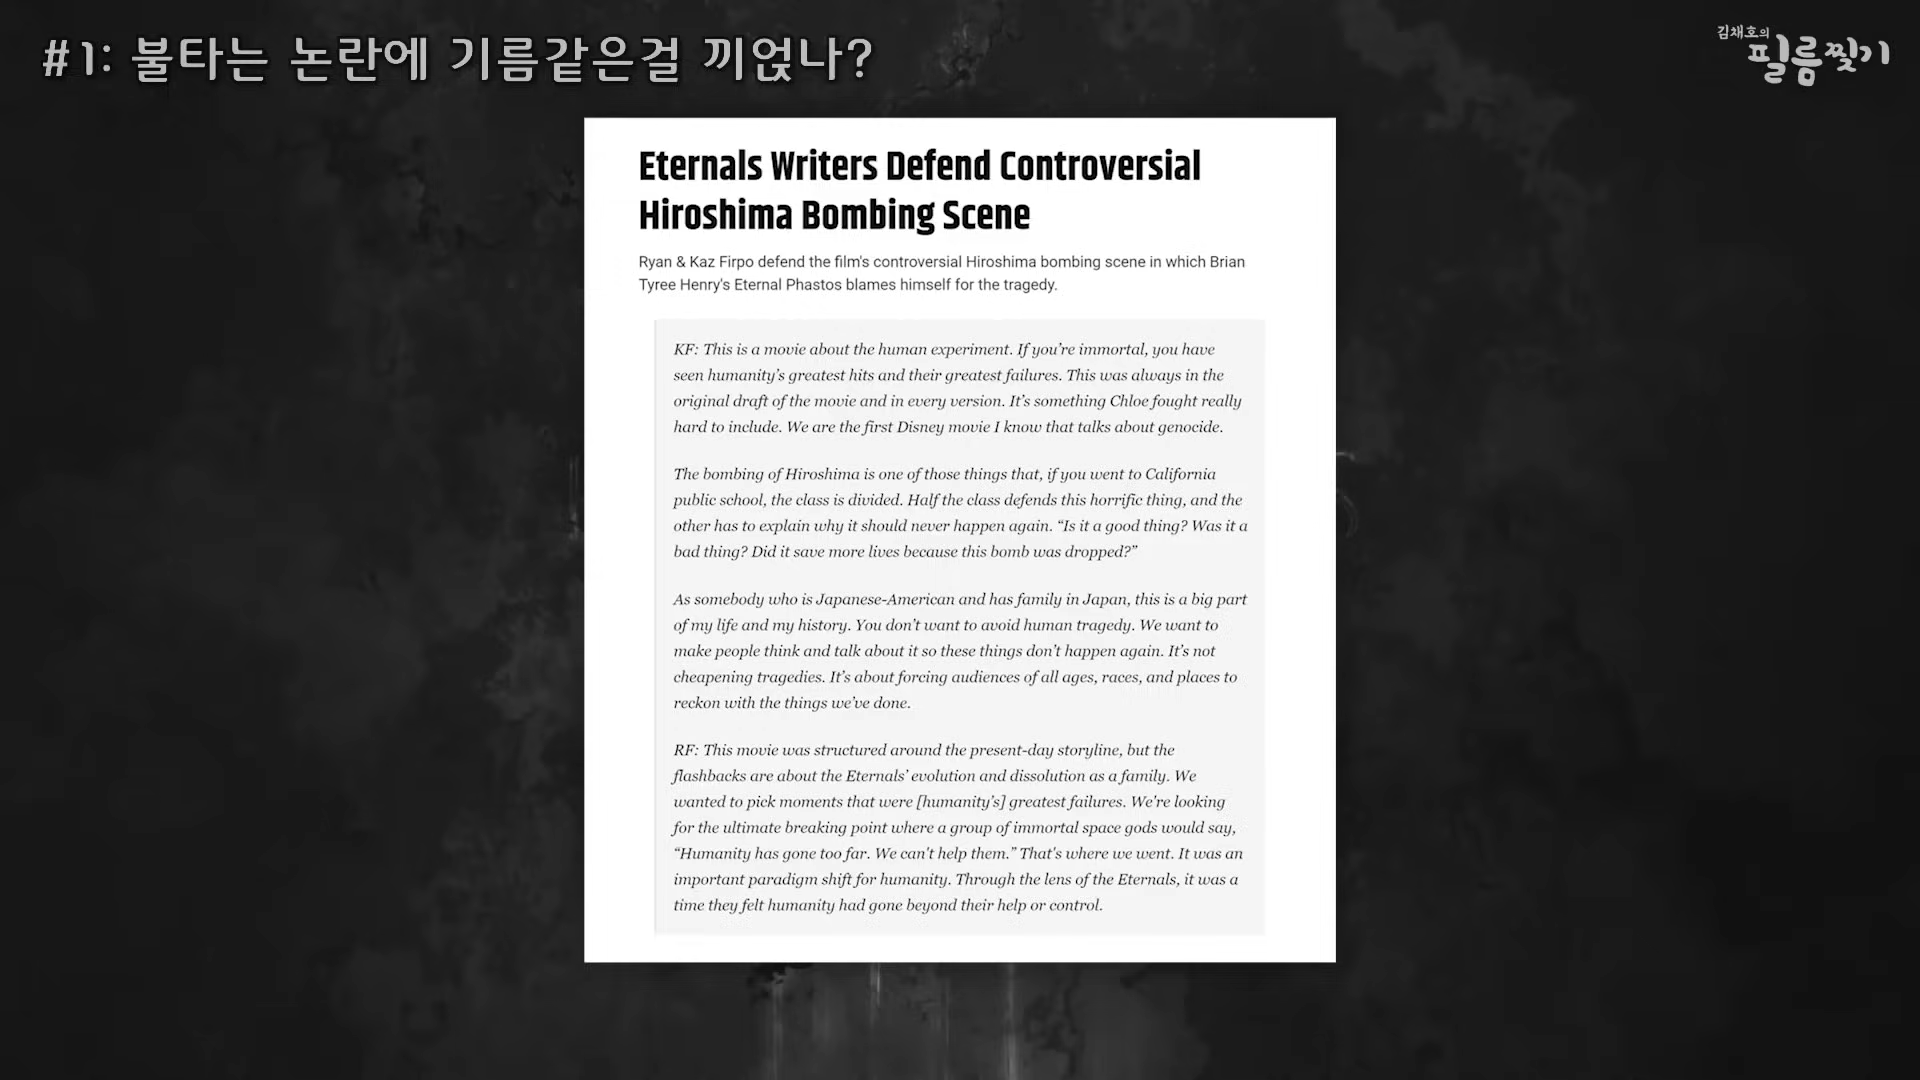 #1: 불타는 논란에 기름같은걸 끼얹나?
김채호의
필름찢기
Eternals Writers Defend Controversial
Hiroshima Bombing Scene
Ryan & Kaz Firpo defend the film's controversial Hiroshima bombing scene in which Brian
Tyree Henry's Eternal Phastos blames himself for the tragedy.
KF: This is a movie about the human experiment. If you’re immortal, you have
seen humanity’s greatest hits and their greatest failures. This was always in the
original draft of the movie and in every version. It’s something Chloe fought really
hard to include. We are the first Disney movie I know that talks about genocide.
The bombing of Hiroshima is one of those things that, if you went to California
public school, the class is divided. Half the class defends this horrific thing, and the
other has to explain why it should never happen again. “Is it a good thing? Was it a
bad thing? Did it save more lives because this bomb was dropped?”
As somebody who is Japanese-American and has family in Japan, this is a big part
of my life and my history. You don’t want to avoid human tragedy. We want to
make people think and talk about it so these things don’t happen again. It’s not
cheapening tragedies. It’s about forcing audiences of all ages, races, and places to
reckon with the things we’ve done.
RF: This movie was structured around the present-day storyline, but the
flashbacks are about the Eternals’ evolution and dissolution as a family. We
wanted to pick moments that were [humanity’s] greatest failures. We're looking
for the ultimate breaking point where a group of immortal space gods would say,
“Humanity has gone too far. We can't help them.” That's where we went. It was an
important paradigm shift for humanity. Through the lens of the Eternals, it was a
time they felt humanity had gone beyond their help or control.